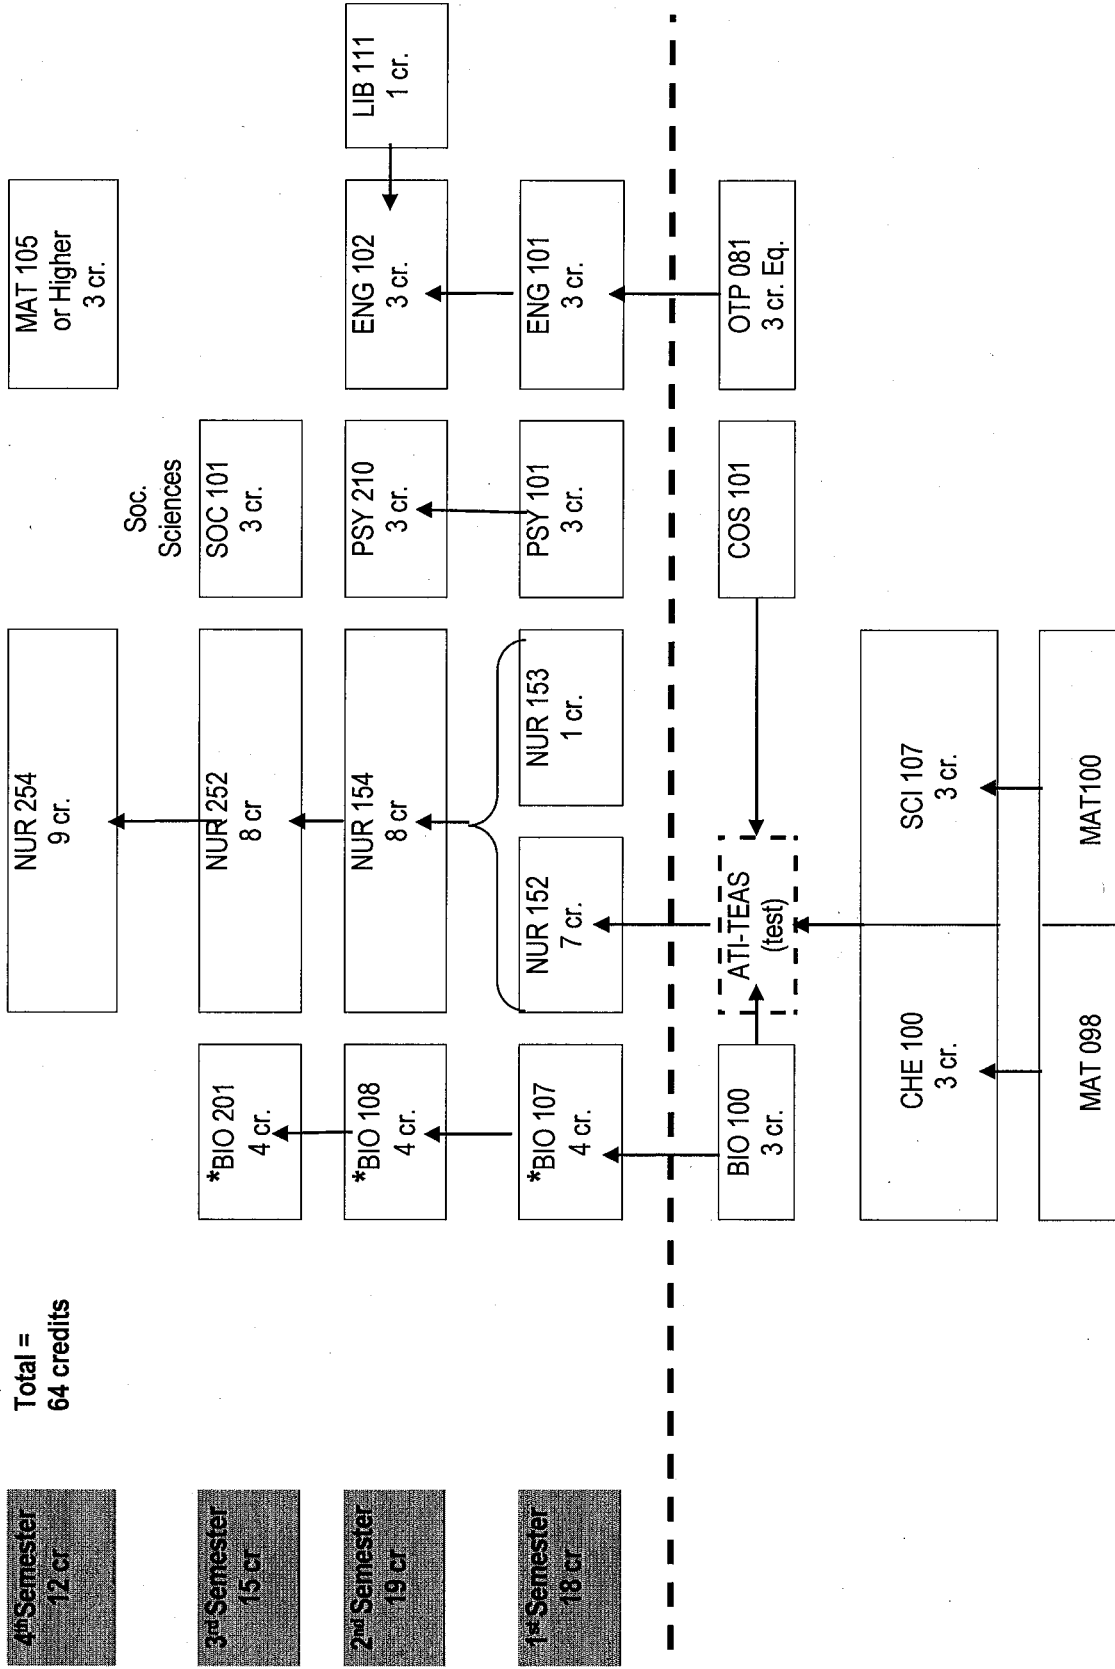 4th Semester
12 cr
Total =
64 credits
NUR 254
9 cr.
MAT 105
or Higher
3 cr.
Soc.
Sciences
3rd Semester
15 cr
*BIO 201
4 cr.
NUR 252
8 cr
SOC 101
3 cr.
2nd Semester
19 cr
*BIO 108
4 cr.
NUR 154
8 cr
PSY 210
3 cr.
ENG 102
3 cr.
LIB 111
1 cr.
1st Semester
18 cr
*BIO 107
4 cr.
NUR 152
7 cr.
NUR 153
1 cr.
PSY 101
3 cr.
ENG 101
3 cr.
BIO 100
3 cr.
ATI-TEAS
(test)
COS 101
OTP 081
3 cr. Eq.
CHE 100
3 cr.
SCI 107
3 cr.
MAT 098
MAT100